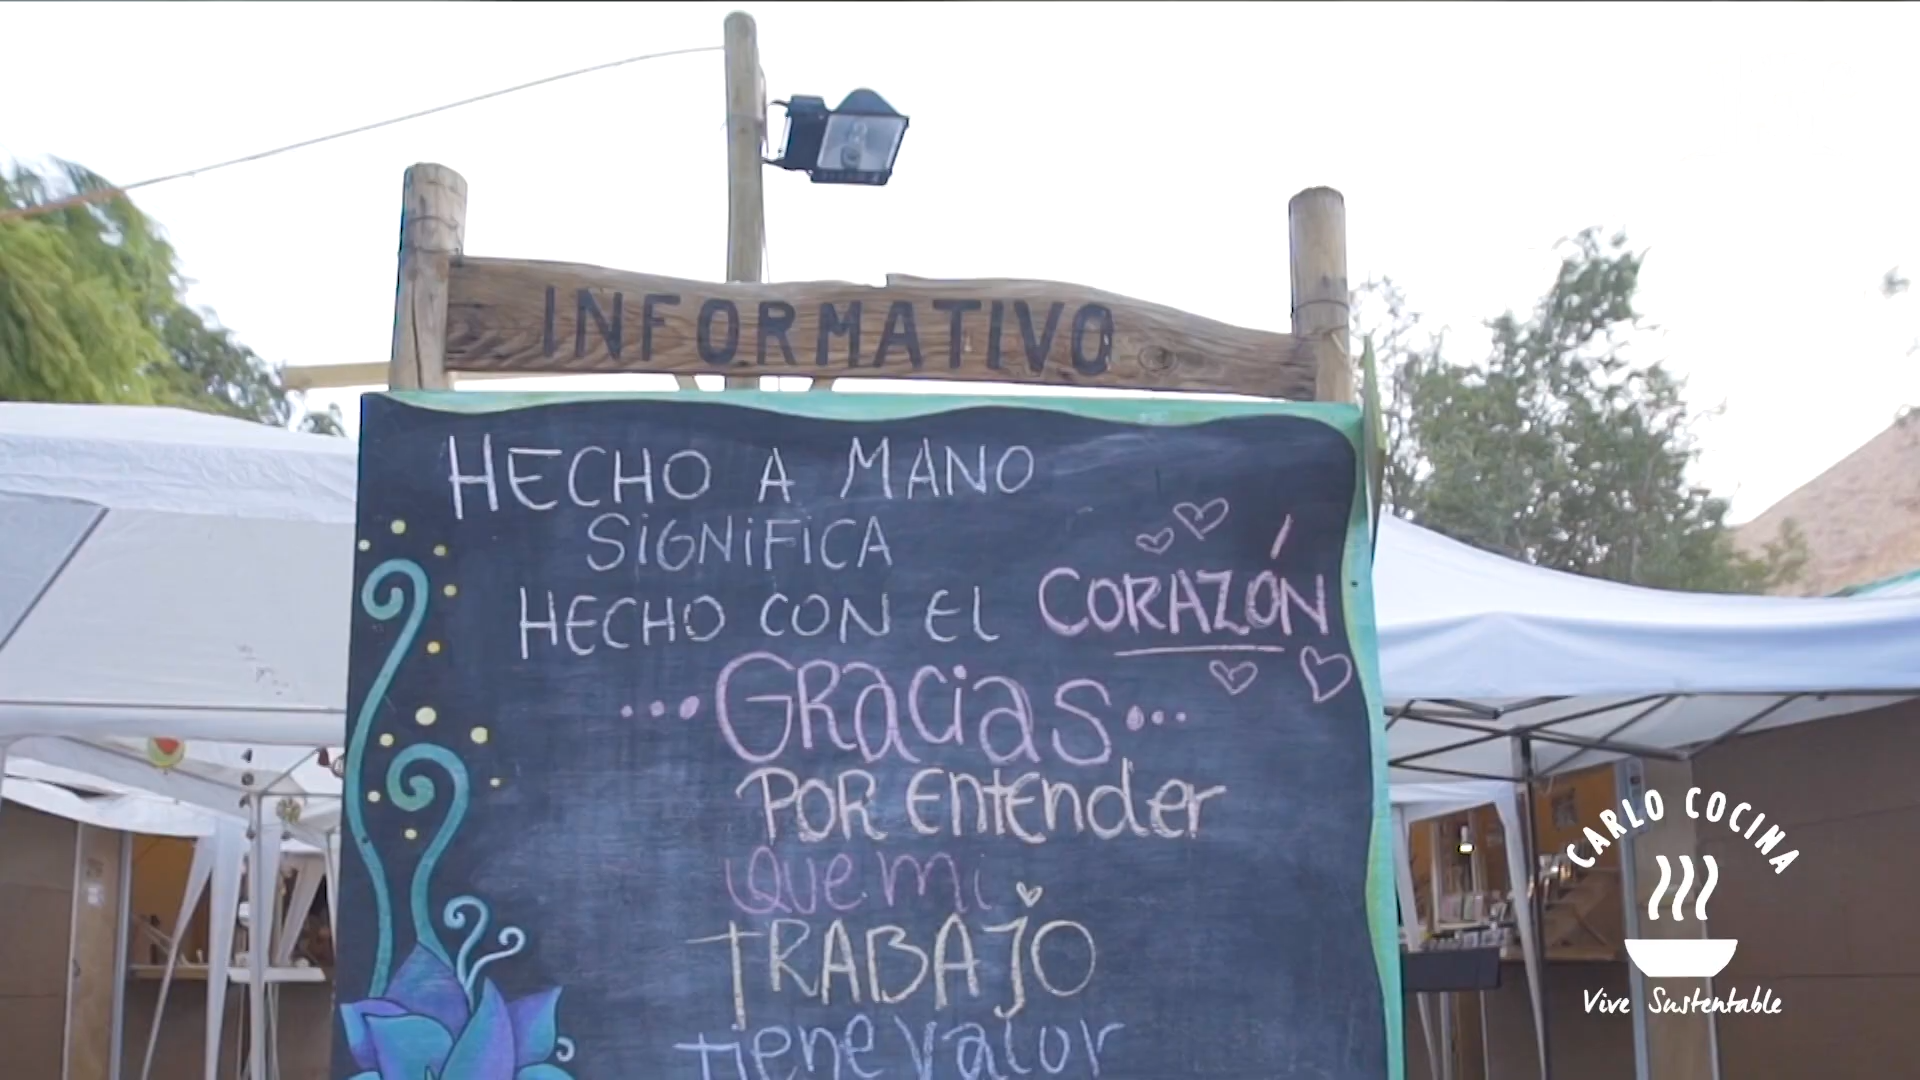 INFORMATIVO
HECHO A MANO
SiGNiFiCA
HECHO CON EL CORAZÓN
...GRacias...
POR EntEnder
Que mi
TRABAJO
tiene valor
CARLO COCINA
Vive Sustentable